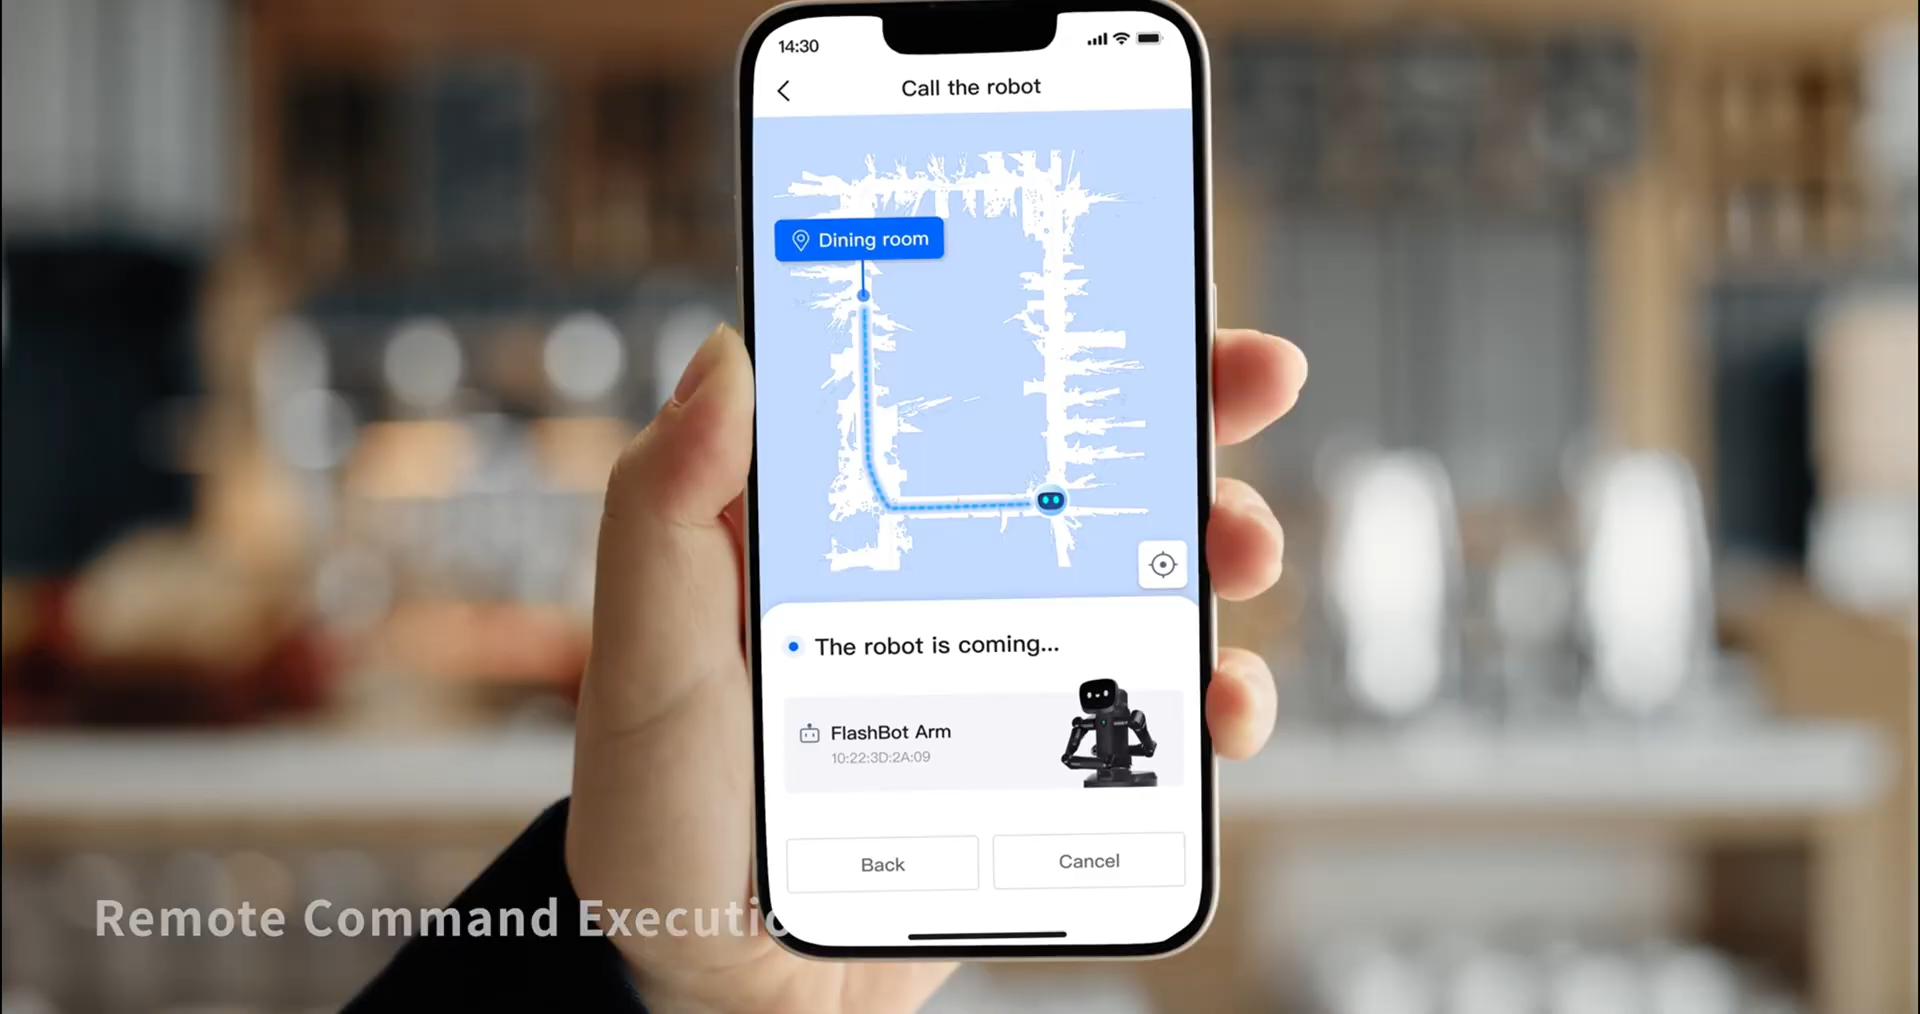 14:30
Call the robot
Dining room
The robot is coming...
FlashBot Arm
10:22:3D:2A:09
Back
Cancel
Remote Command Executio